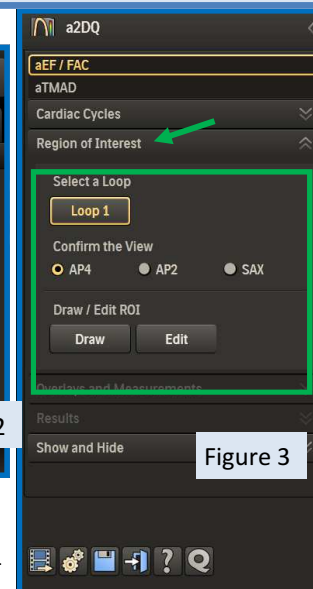 a2DQ
aEF / FAC
aTMAD
Cardiac Cycles
Region of Interest
Select a Loop
Loop 1
Confirm the View
AP4 AP2 SAX
Draw / Edit ROI
Draw Edit
Overlays and Measurements
Results
2
Show and Hide
Figure 3
? Q